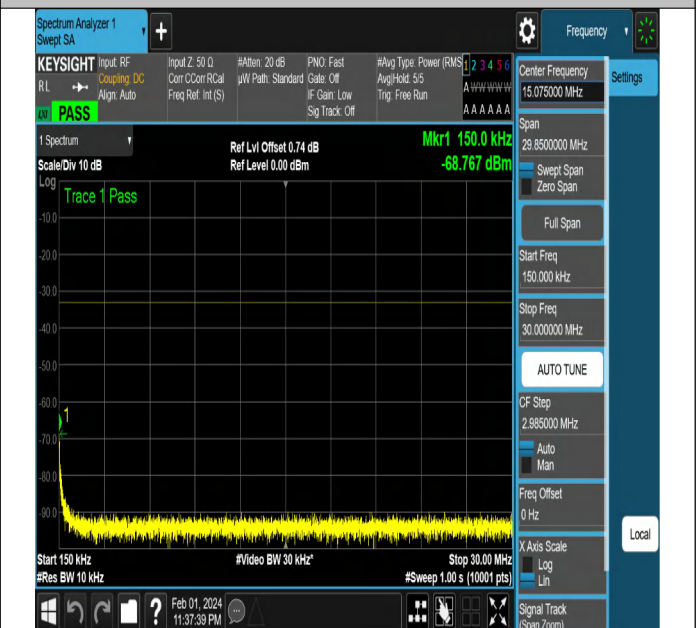 Spectrum Analyzer 1
Swept SA
+
Frequency
KEYSIGHT
RL
LXI
PASS
Input: RF
Coupling: DC
Align: Auto
Input Z: 50 Ω
Corr CCorr RCal
Freq Ref: Int (S)
#Atten: 20 dB
µW Path: Standard
PNO: Fast
Gate: Off
IF Gain: Low
Sig Track: Off
#Avg Type: Power (RMS
Avg|Hold: 5/5
Trig: Free Run
1 2 3 4 5 6
A W W W W W
A A A A A A
1 Spectrum
Scale/Div 10 dB
Ref Lvl Offset 0.74 dB
Ref Level 0.00 dBm
Mkr1 150.0 kHz
-68.767 dBm
Log
Trace 1 Pass
-10.0
-20.0
-30.0
-40.0
-50.0
-60.0
-70.0
-80.0
-90.0
1
Start 150 kHz
#Video BW 30 kHz*
Stop 30.00 MHz
#Res BW 10 kHz
#Sweep 1.00 s (10001 pts)
?
Feb 01, 2024
11:37:39 PM
Center Frequency
15.075000 MHz
Settings
Span
29.8500000 MHz
Swept Span
Zero Span
Full Span
Start Freq
150.000 kHz
Stop Freq
30.000000 MHz
AUTO TUNE
CF Step
2.985000 MHz
Auto
Man
Freq Offset
0 Hz
Local
X Axis Scale
Log
Lin
Signal Track
(Span Zoom)